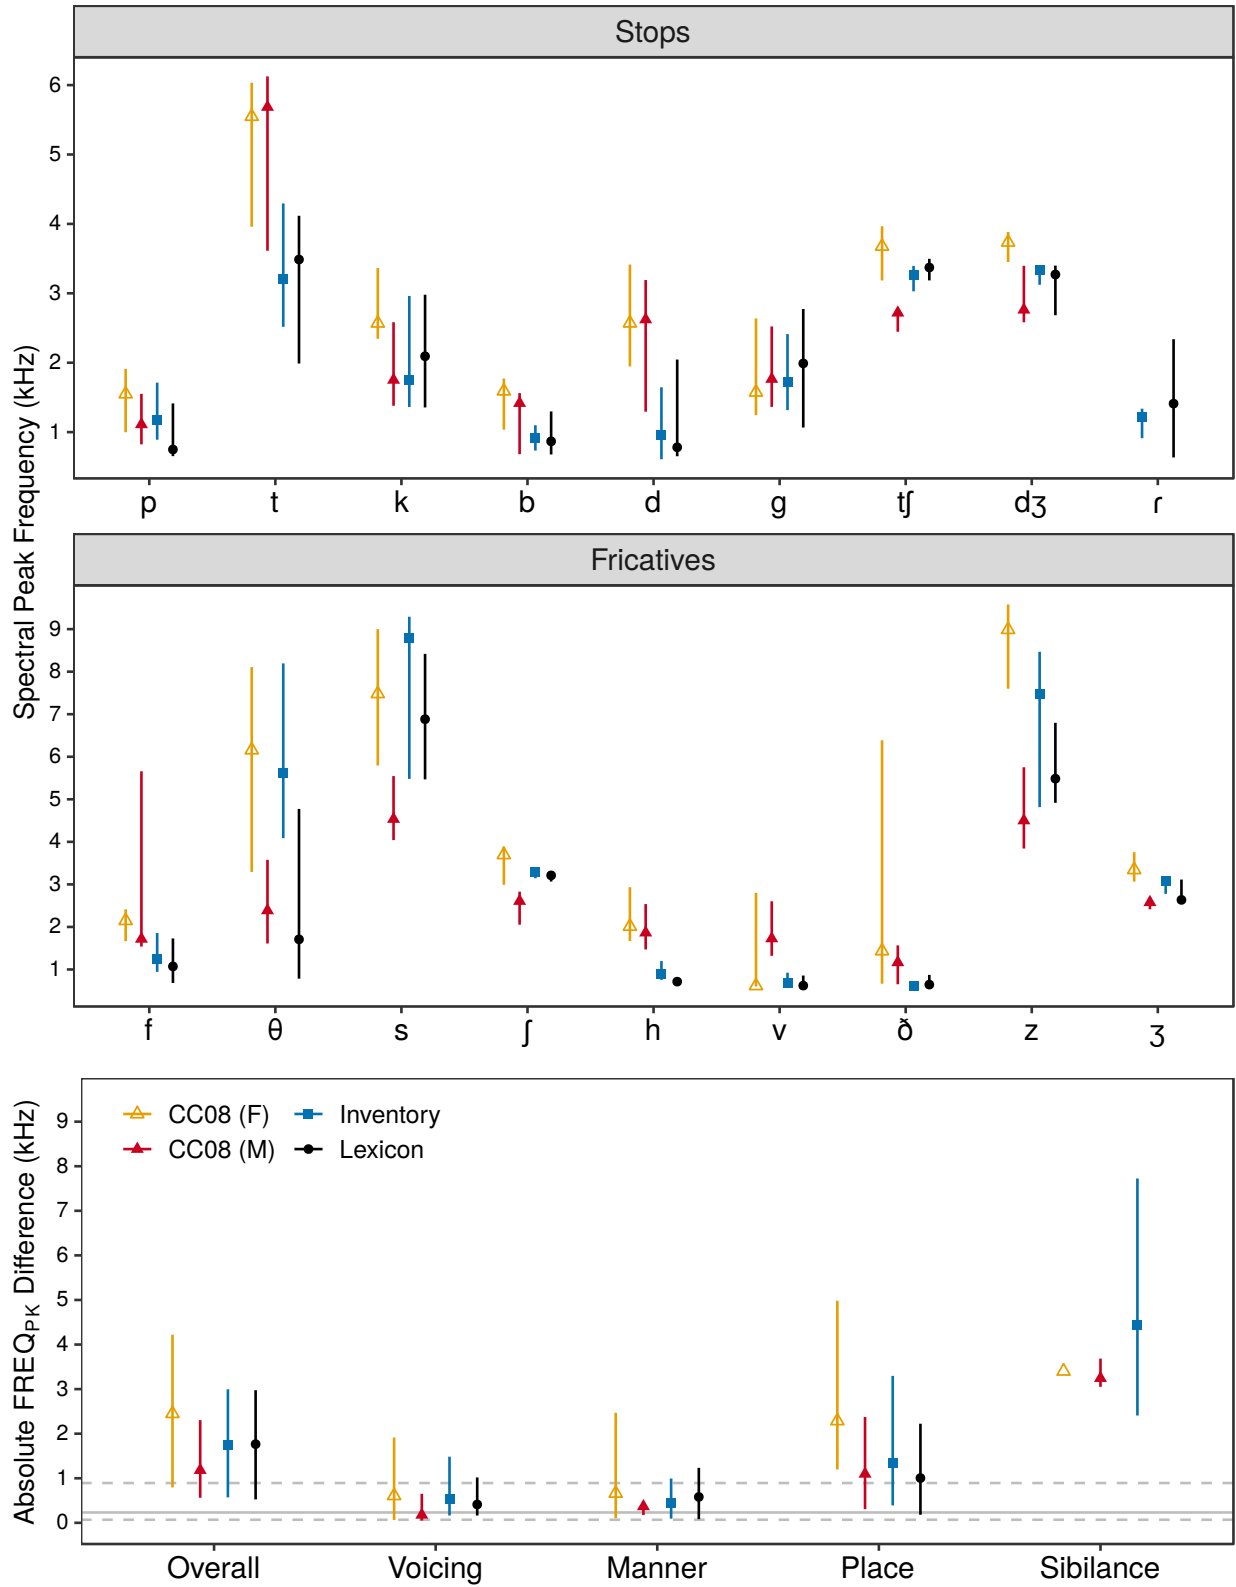 Stops
Spectral Peak Frequency (kHz)
6
5
4
3
2
1
p t k b d g tʃ dʒ ɾ
Fricatives
9
8
7
6
5
4
3
2
1
f θ s ʃ h v ð z ʒ
Absolute FREQPK Difference (kHz)
CC08 (F) Inventory
CC08 (M) Lexicon
9
8
7
6
5
4
3
2
1
0
Overall Voicing Manner Place Sibilance